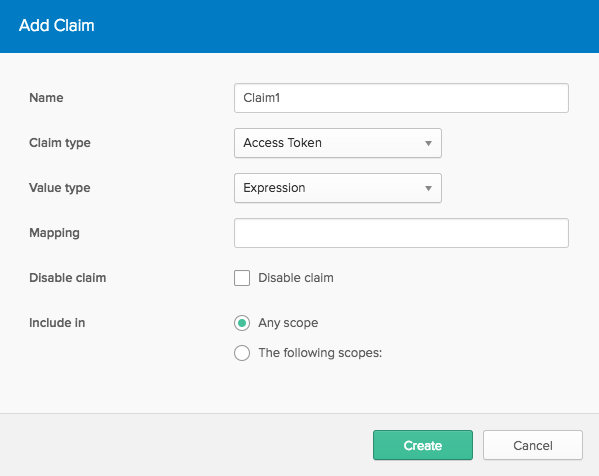 Add Claim
Name Claim1
Claim type Access Token
Value type Expression
Mapping
Disable claim Disable claim
Include in Any scope
The following scopes:
Create Cancel